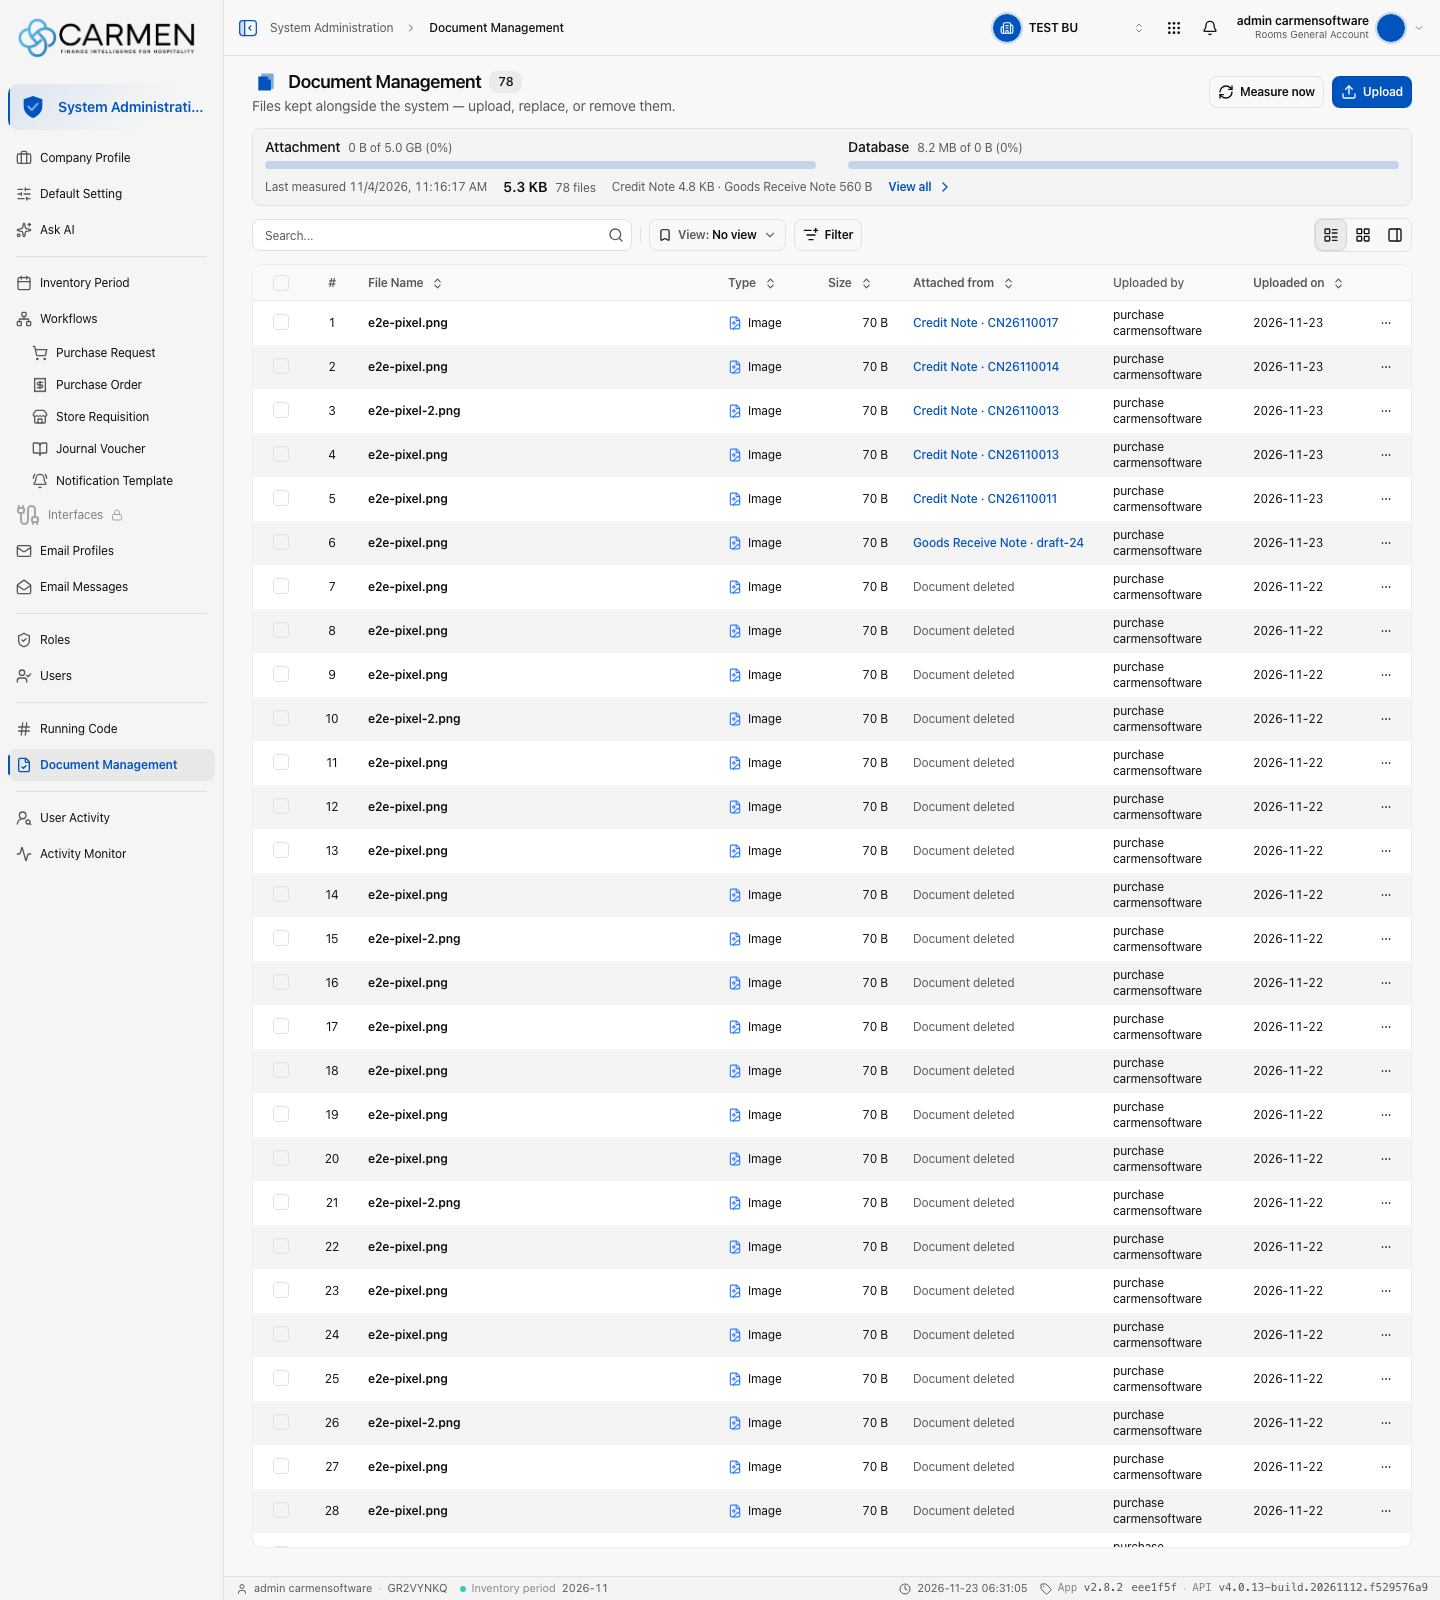 CARMEN
FINANCE INTELLIGENCE FOR HOSPITALITY
System Administrati...
Company Profile
Default Setting
Ask AI
Inventory Period
Workflows
Purchase Request
Purchase Order
Store Requisition
Journal Voucher
Notification Template
Interfaces
Email Profiles
Email Messages
Roles
Users
Running Code
Document Management
User Activity
Activity Monitor
System Administration > Document Management
TEST BU
admin carmensoftware
Rooms General Account
Document Management 78
Files kept alongside the system — upload, replace, or remove them.
Measure now
Upload
Attachment 0 B of 5.0 GB (0%)
Database 8.2 MB of 0 B (0%)
Last measured 11/4/2026, 11:16:17 AM 5.3 KB 78 files Credit Note 4.8 KB · Goods Receive Note 560 B View all
Search...
View: No view
Filter
# File Name Type Size Attached from Uploaded by Uploaded on
1 e2e-pixel.png Image 70 B Credit Note · CN26110017 purchase carmensoftware 2026-11-23 ···
2 e2e-pixel.png Image 70 B Credit Note · CN26110014 purchase carmensoftware 2026-11-23 ···
3 e2e-pixel-2.png Image 70 B Credit Note · CN26110013 purchase carmensoftware 2026-11-23 ···
4 e2e-pixel.png Image 70 B Credit Note · CN26110013 purchase carmensoftware 2026-11-23 ···
5 e2e-pixel.png Image 70 B Credit Note · CN26110011 purchase carmensoftware 2026-11-23 ···
6 e2e-pixel.png Image 70 B Goods Receive Note · draft-24 purchase carmensoftware 2026-11-23 ···
7 e2e-pixel.png Image 70 B Document deleted purchase carmensoftware 2026-11-22 ···
8 e2e-pixel.png Image 70 B Document deleted purchase carmensoftware 2026-11-22 ···
9 e2e-pixel.png Image 70 B Document deleted purchase carmensoftware 2026-11-22 ···
10 e2e-pixel-2.png Image 70 B Document deleted purchase carmensoftware 2026-11-22 ···
11 e2e-pixel.png Image 70 B Document deleted purchase carmensoftware 2026-11-22 ···
12 e2e-pixel.png Image 70 B Document deleted purchase carmensoftware 2026-11-22 ···
13 e2e-pixel.png Image 70 B Document deleted purchase carmensoftware 2026-11-22 ···
14 e2e-pixel.png Image 70 B Document deleted purchase carmensoftware 2026-11-22 ···
15 e2e-pixel-2.png Image 70 B Document deleted purchase carmensoftware 2026-11-22 ···
16 e2e-pixel.png Image 70 B Document deleted purchase carmensoftware 2026-11-22 ···
17 e2e-pixel.png Image 70 B Document deleted purchase carmensoftware 2026-11-22 ···
18 e2e-pixel.png Image 70 B Document deleted purchase carmensoftware 2026-11-22 ···
19 e2e-pixel.png Image 70 B Document deleted purchase carmensoftware 2026-11-22 ···
20 e2e-pixel.png Image 70 B Document deleted purchase carmensoftware 2026-11-22 ···
21 e2e-pixel-2.png Image 70 B Document deleted purchase carmensoftware 2026-11-22 ···
22 e2e-pixel.png Image 70 B Document deleted purchase carmensoftware 2026-11-22 ···
23 e2e-pixel.png Image 70 B Document deleted purchase carmensoftware 2026-11-22 ···
24 e2e-pixel.png Image 70 B Document deleted purchase carmensoftware 2026-11-22 ···
25 e2e-pixel.png Image 70 B Document deleted purchase carmensoftware 2026-11-22 ···
26 e2e-pixel-2.png Image 70 B Document deleted purchase carmensoftware 2026-11-22 ···
27 e2e-pixel.png Image 70 B Document deleted purchase carmensoftware 2026-11-22 ···
28 e2e-pixel.png Image 70 B Document deleted purchase carmensoftware 2026-11-22 ···
admin carmensoftware · GR2VYNKQ Inventory period 2026-11
2026-11-23 06:31:05 App v2.8.2 eee1f5f · API v4.0.13-build.20261112.f529576a9